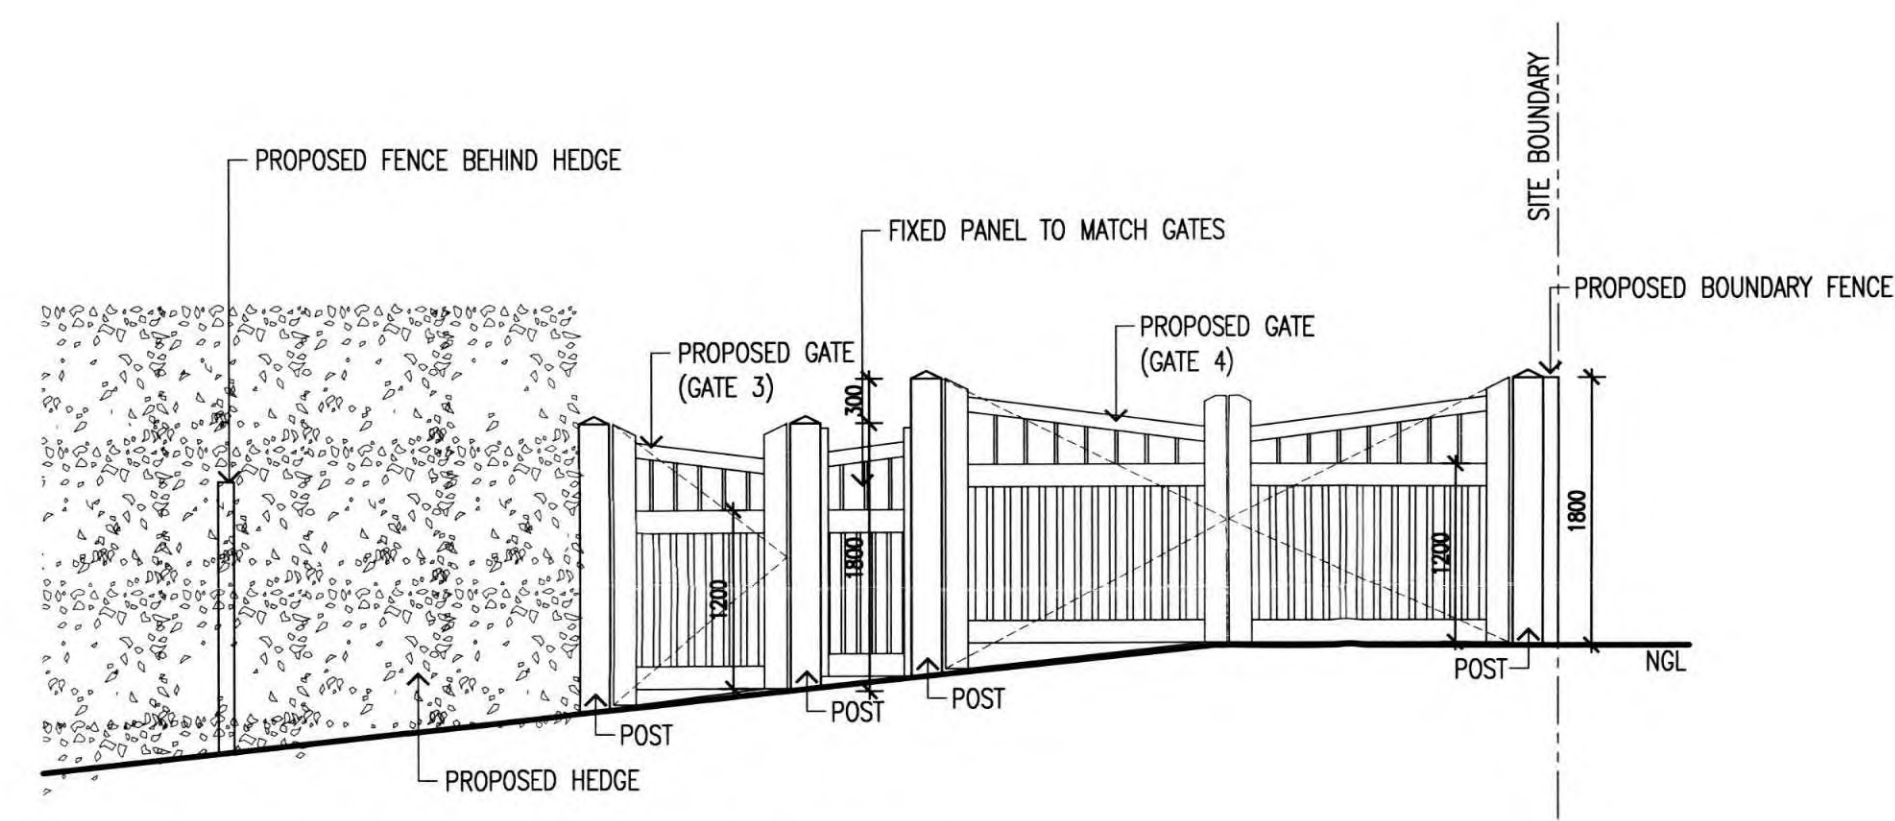 SITE BOUNDARY
PROPOSED FENCE BEHIND HEDGE
FIXED PANEL TO MATCH GATES
PROPOSED BOUNDARY FENCE
PROPOSED GATE
(GATE 4)
PROPOSED GATE
(GATE 3)
300
1800
1800
1200
1200
NGL
POST
POST
POST
POST
PROPOSED HEDGE